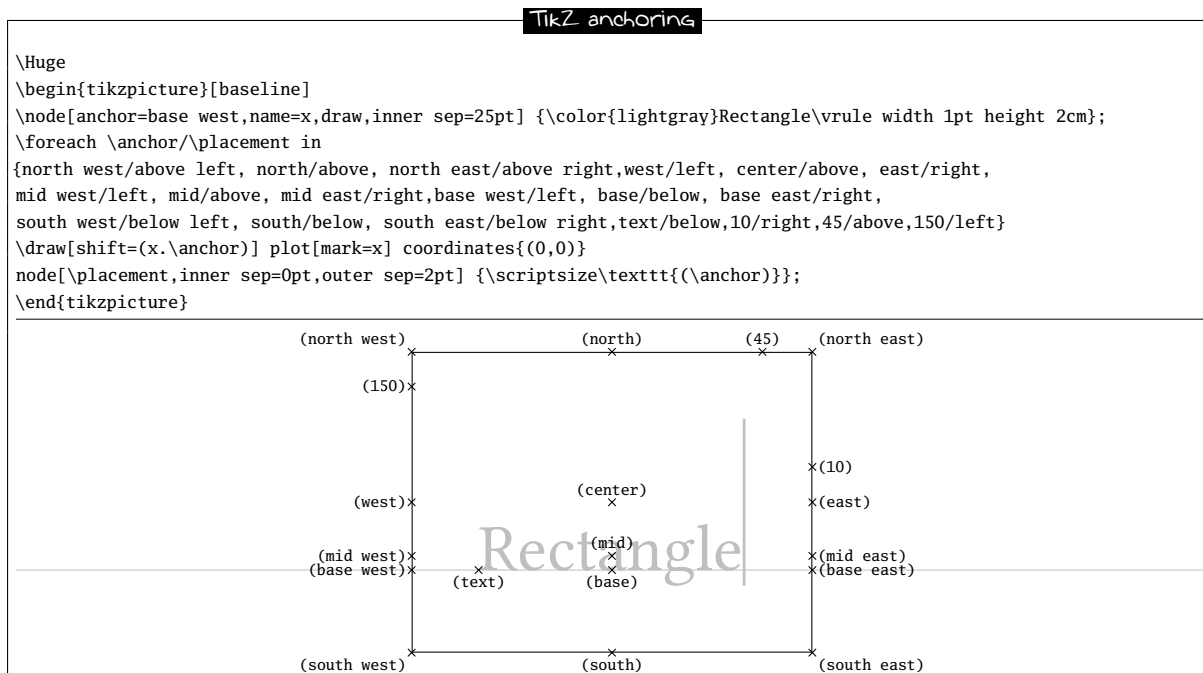 TikZ anchoring
\Huge
\begin{tikzpicture}[baseline]
\node[anchor=base west,name=x,draw,inner sep=25pt] {\color{lightgray}Rectangle\vrule width 1pt height 2cm};
\foreach \anchor/\placement in
{north west/above left, north/above, north east/above right,west/left, center/above, east/right,
mid west/left, mid/above, mid east/right,base west/left, base/below, base east/right,
south west/below left, south/below, south east/below right,text/below,10/right,45/above,150/left}
\draw[shift=(x.\anchor)] plot[mark=x] coordinates{(0,0)}
node[\placement,inner sep=0pt,outer sep=2pt] {\scriptsize\texttt{(\anchor)}};
\end{tikzpicture}
(north west) (north) (45) (north east)
(150)
(10)
(center)
(west) (east)
(mid)
Rectangle
(mid west) (mid east)
(base west) (base east)
(text) (base)
(south west) (south) (south east)